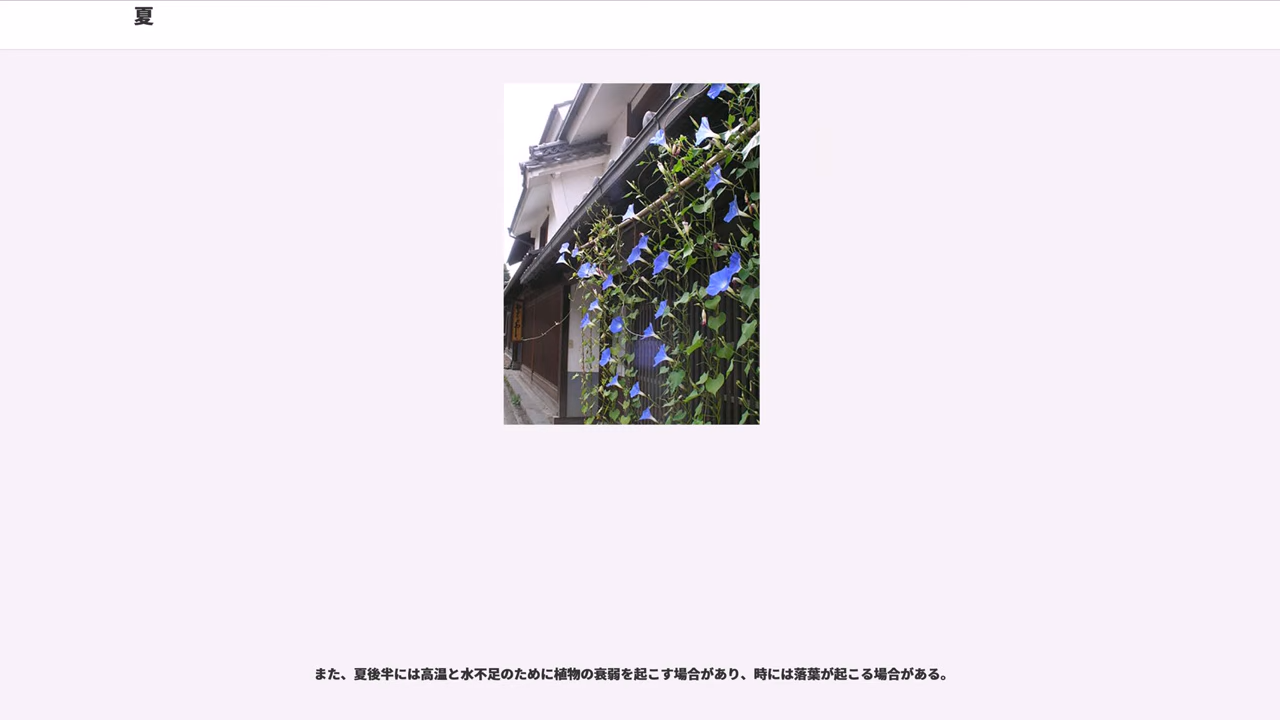 夏
また、夏後半には高温と水不足のために植物の衰弱を起こす場合があり、時には落葉が起こる場合がある。